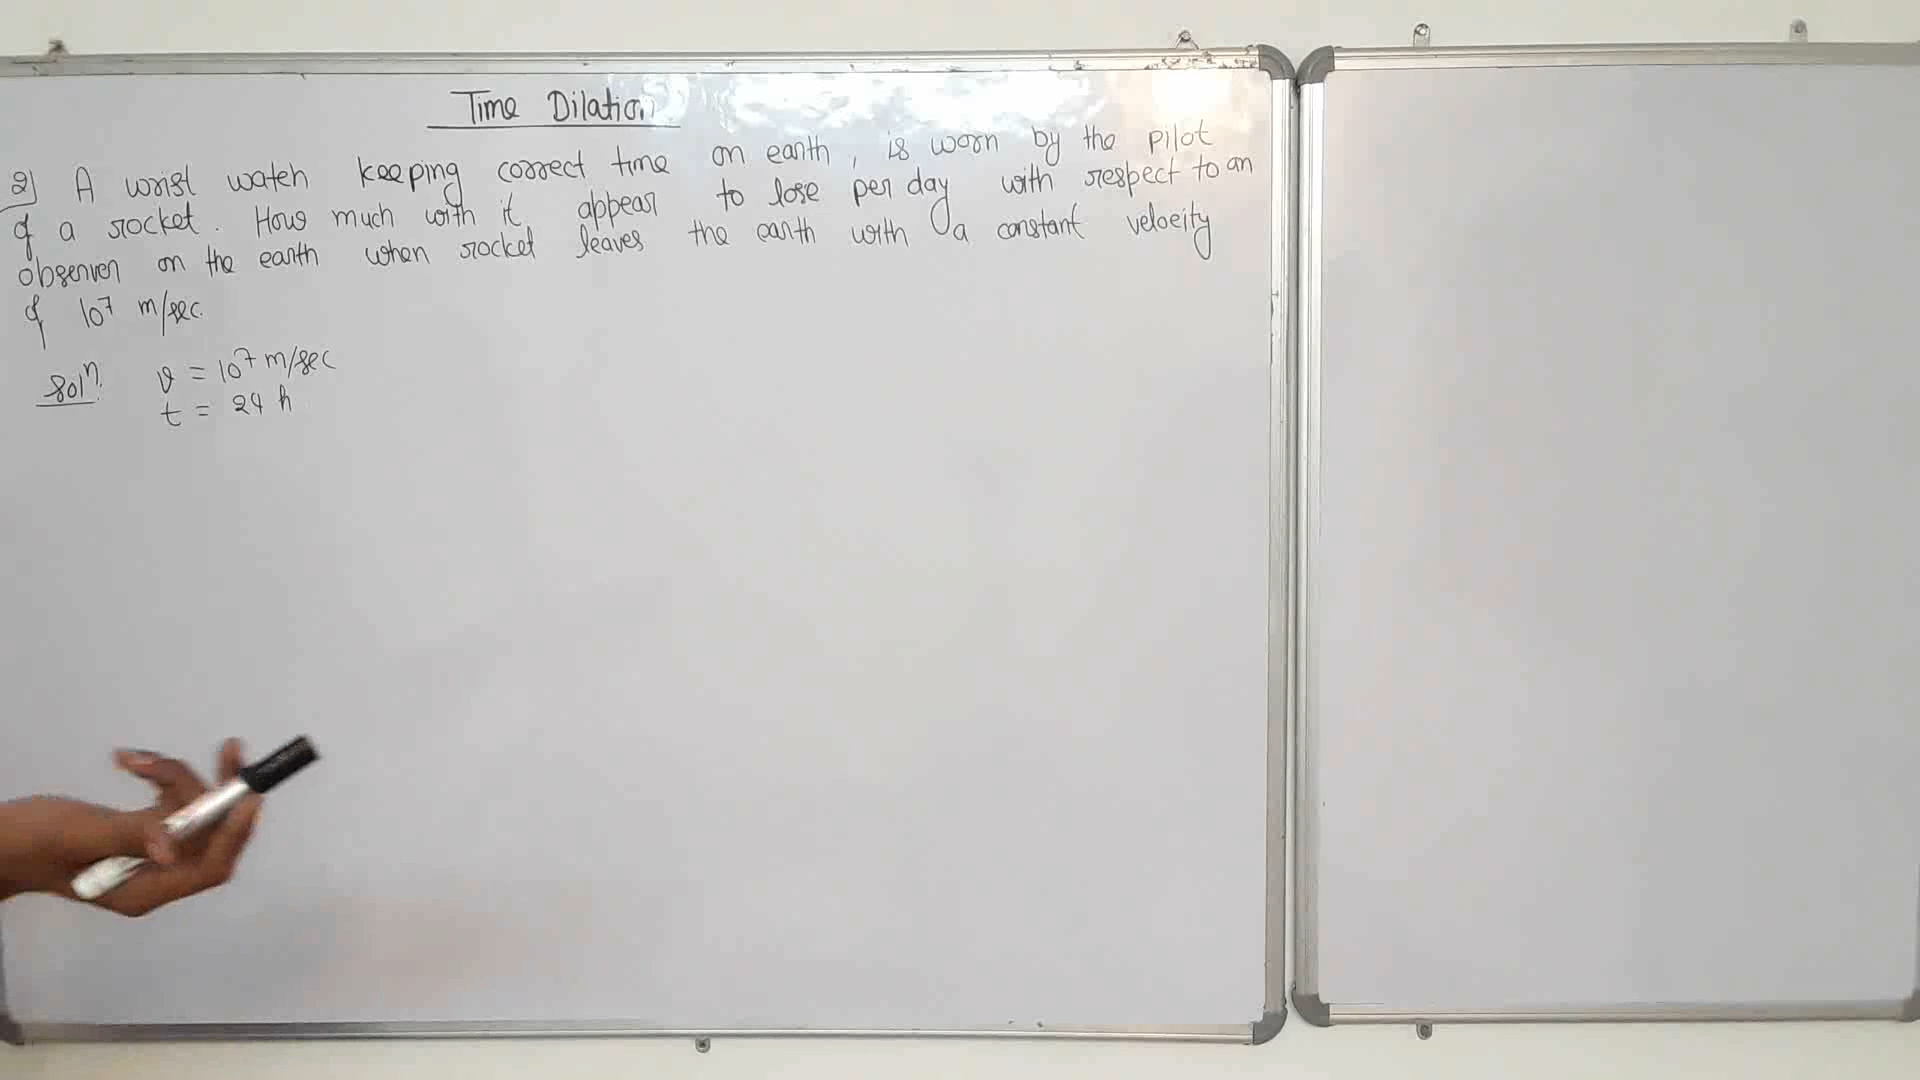 Time Dilation
2) A wrist watch keeping correct time on earth, is worn by the pilot
of a rocket. How much with it appear to lose per day with respect to an
observer on the earth when rocket leaves the earth with a constant velocity
of 10⁷ m/sec.
Solⁿ. v = 10⁷ m/sec
t = 24 h